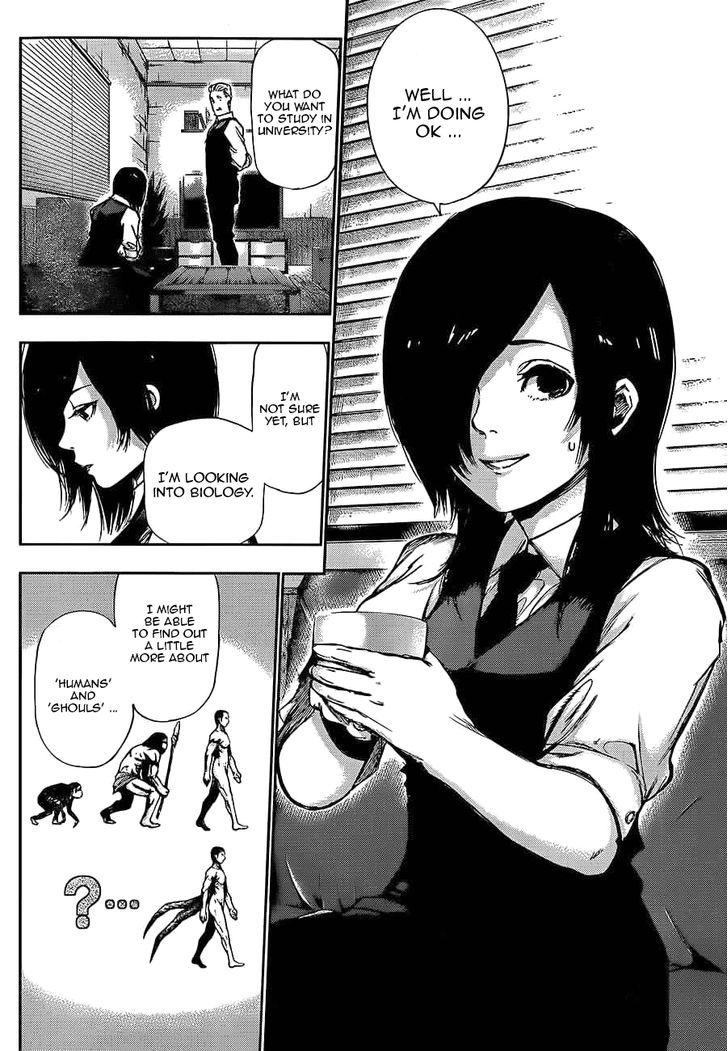 WELL ...
I'M DOING
OK ...
WHAT DO
YOU WANT
TO STUDY IN
UNIVERSITY?
I'M
NOT SURE
YET, BUT
I'M LOOKING
INTO BIOLOGY.
I MIGHT
BE ABLE
TO FIND OUT
A LITTLE
MORE ABOUT
'HUMANS'
AND
'GHOULS' ...
?...